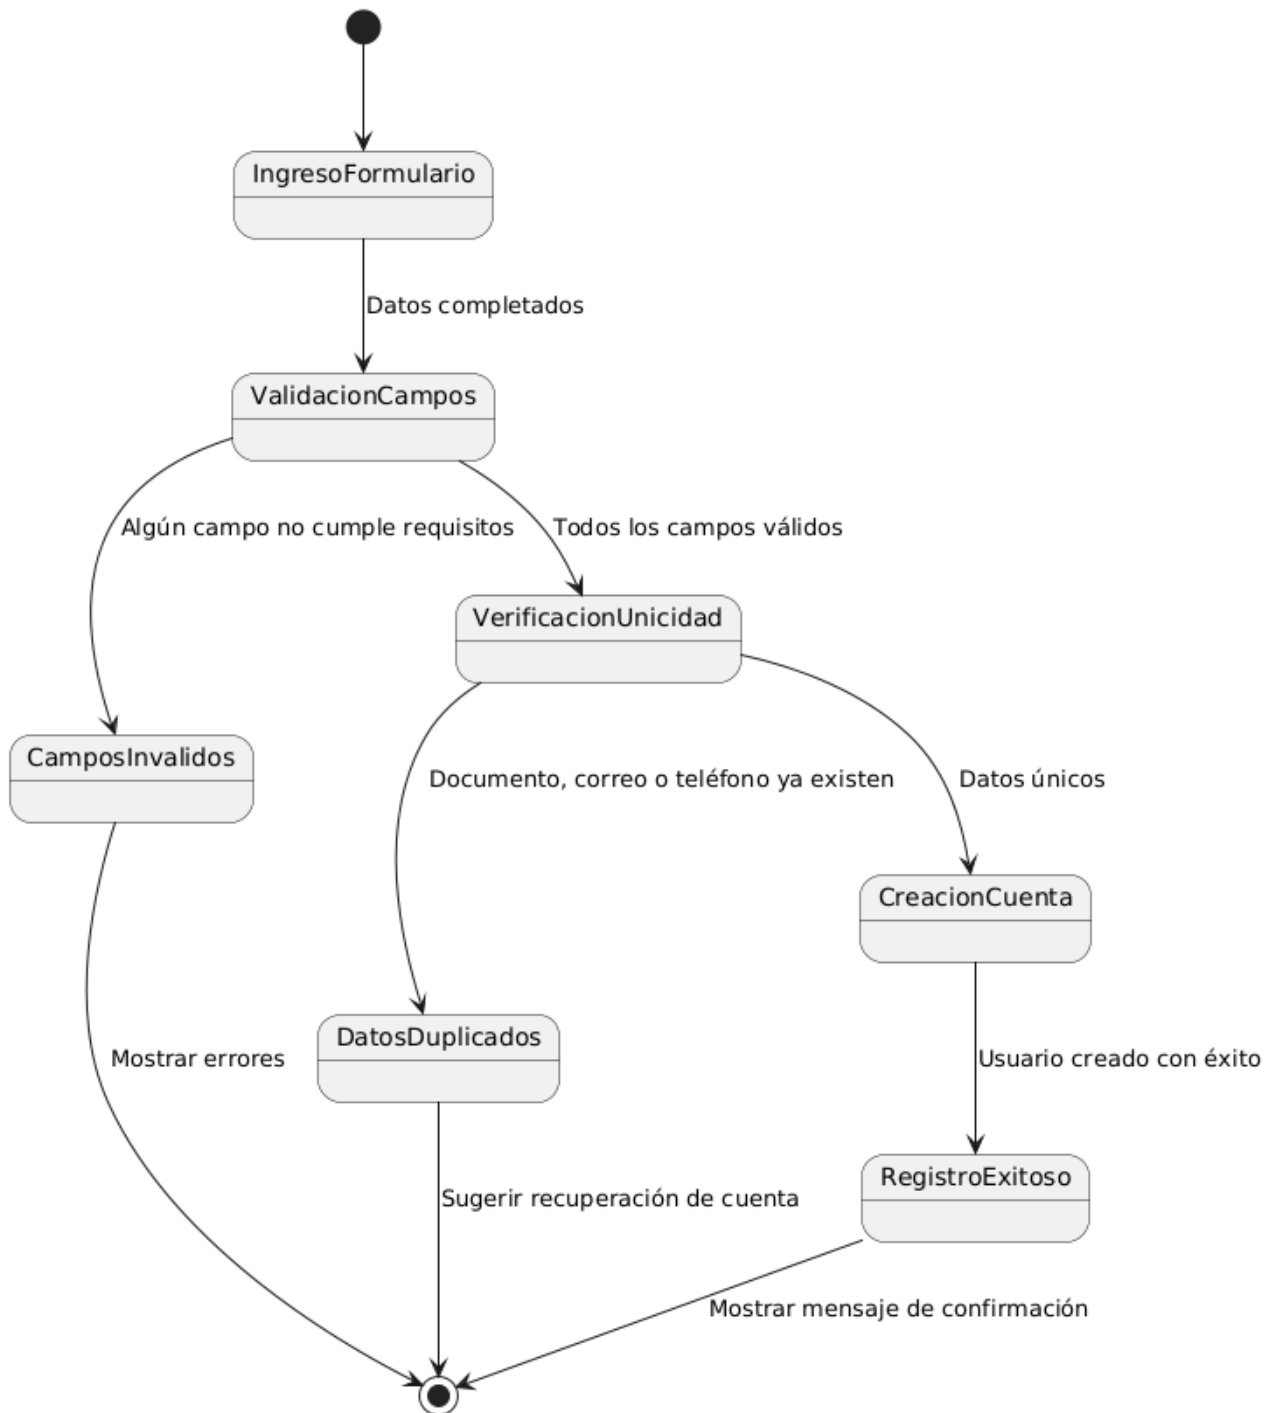 IngresoFormulario
Datos completados
ValidacionCampos
Algún campo no cumple requisitos
Todos los campos válidos
VerificacionUnicidad
CamposInvalidos
Documento, correo o teléfono ya existen
Datos únicos
CreacionCuenta
DatosDuplicados
Mostrar errores
Usuario creado con éxito
RegistroExitoso
Sugerir recuperación de cuenta
Mostrar mensaje de confirmación